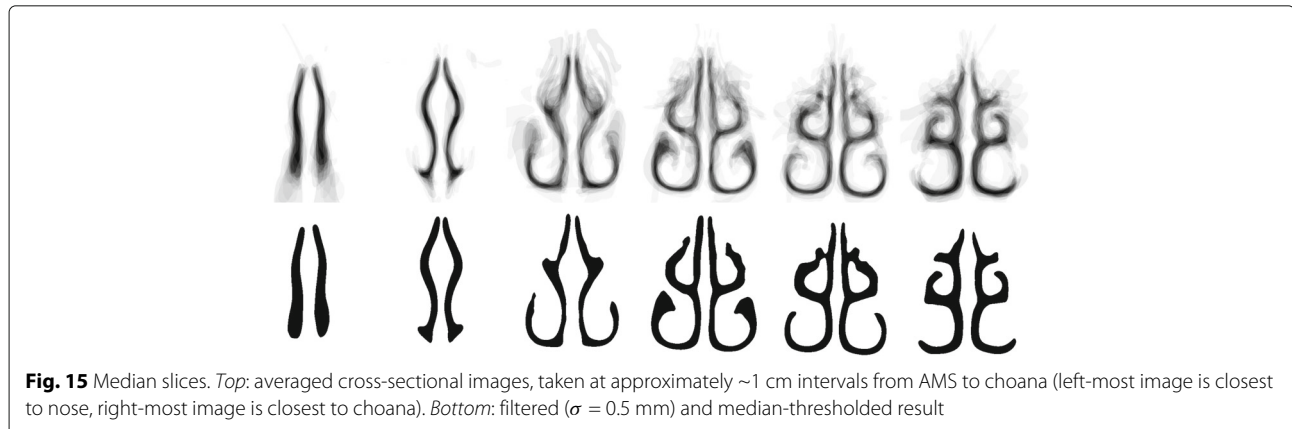 Fig. 15 Median slices. Top: averaged cross-sectional images, taken at approximately ~1 cm intervals from AMS to choana (left-most image is closest
to nose, right-most image is closest to choana). Bottom: filtered (σ = 0.5 mm) and median-thresholded result